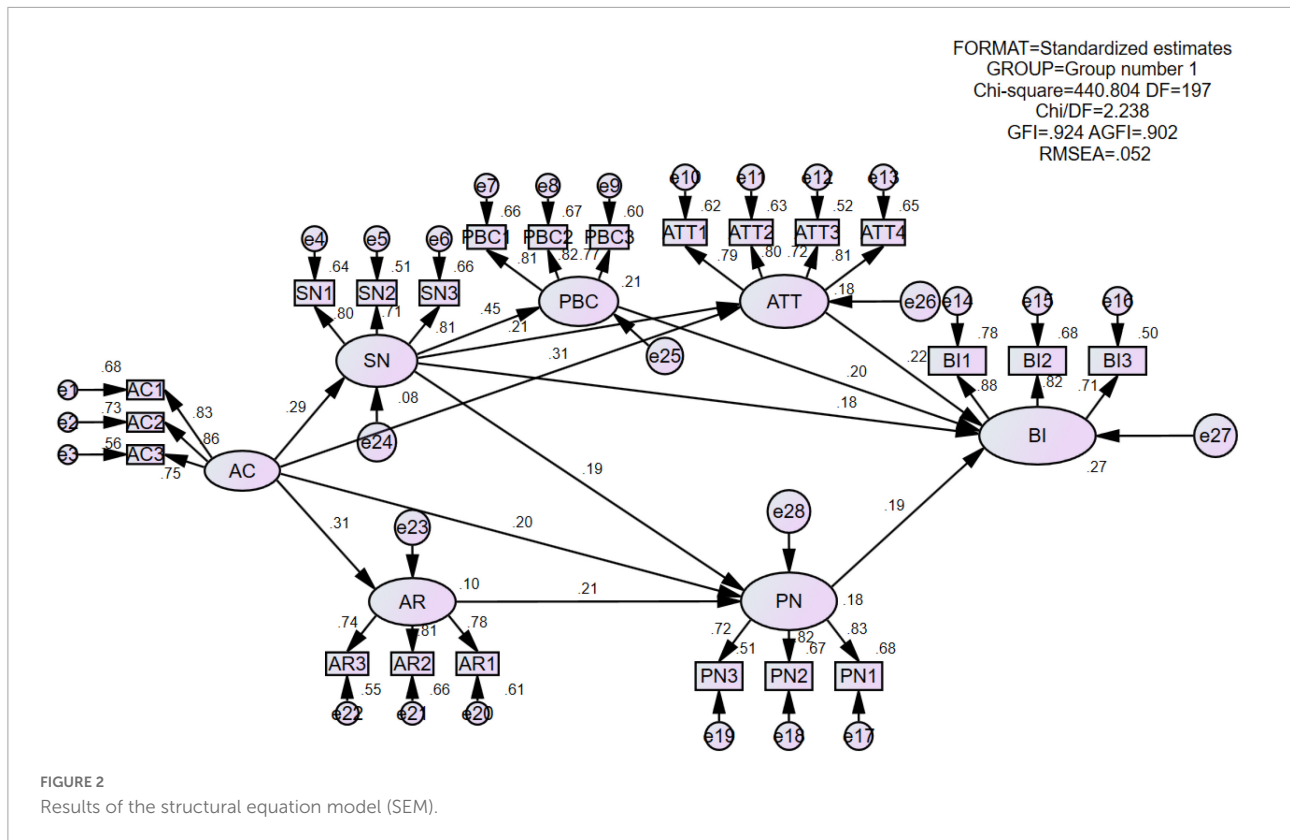 FORMAT=Standardized estimates
GROUP=Group number 1
Chi-square=440.804 DF=197
Chi/DF=2.238
GFI=.924 AGFI=.902
RMSEA=.052
e7 e8 e9
.66 .67 .60
PBC1 PBC2 PBC3
.81 .82 .77
PBC
.21
e25
e10 e11 e12 e13
.62 .63 .52 .65
ATT1 ATT2 ATT3 ATT4
.79 .80 .72 .81
ATT
.18
e26
e4 e5 e6
.64 .51 .66
SN1 SN2 SN3
.80 .71 .81
SN
.08
e24
e14 e15 e16
.78 .68 .50
BI1 BI2 BI3
.88 .82 .71
BI
.27
e27
e1 .68 AC1 .83
e2 .73 AC2 .86
e3 .56 AC3 .75
AC
.45
.21
.31
.22
.20
.18
.29
.19
.20
.31
.21
.19
e23
AR
.10
.74 .81 .78
AR3 AR2 AR1
.55 .66 .61
e22 e21 e20
e28
PN
.18
.72 .82 .83
.51 .67 .68
PN3 PN2 PN1
e19 e18 e17
FIGURE 2
Results of the structural equation model (SEM).